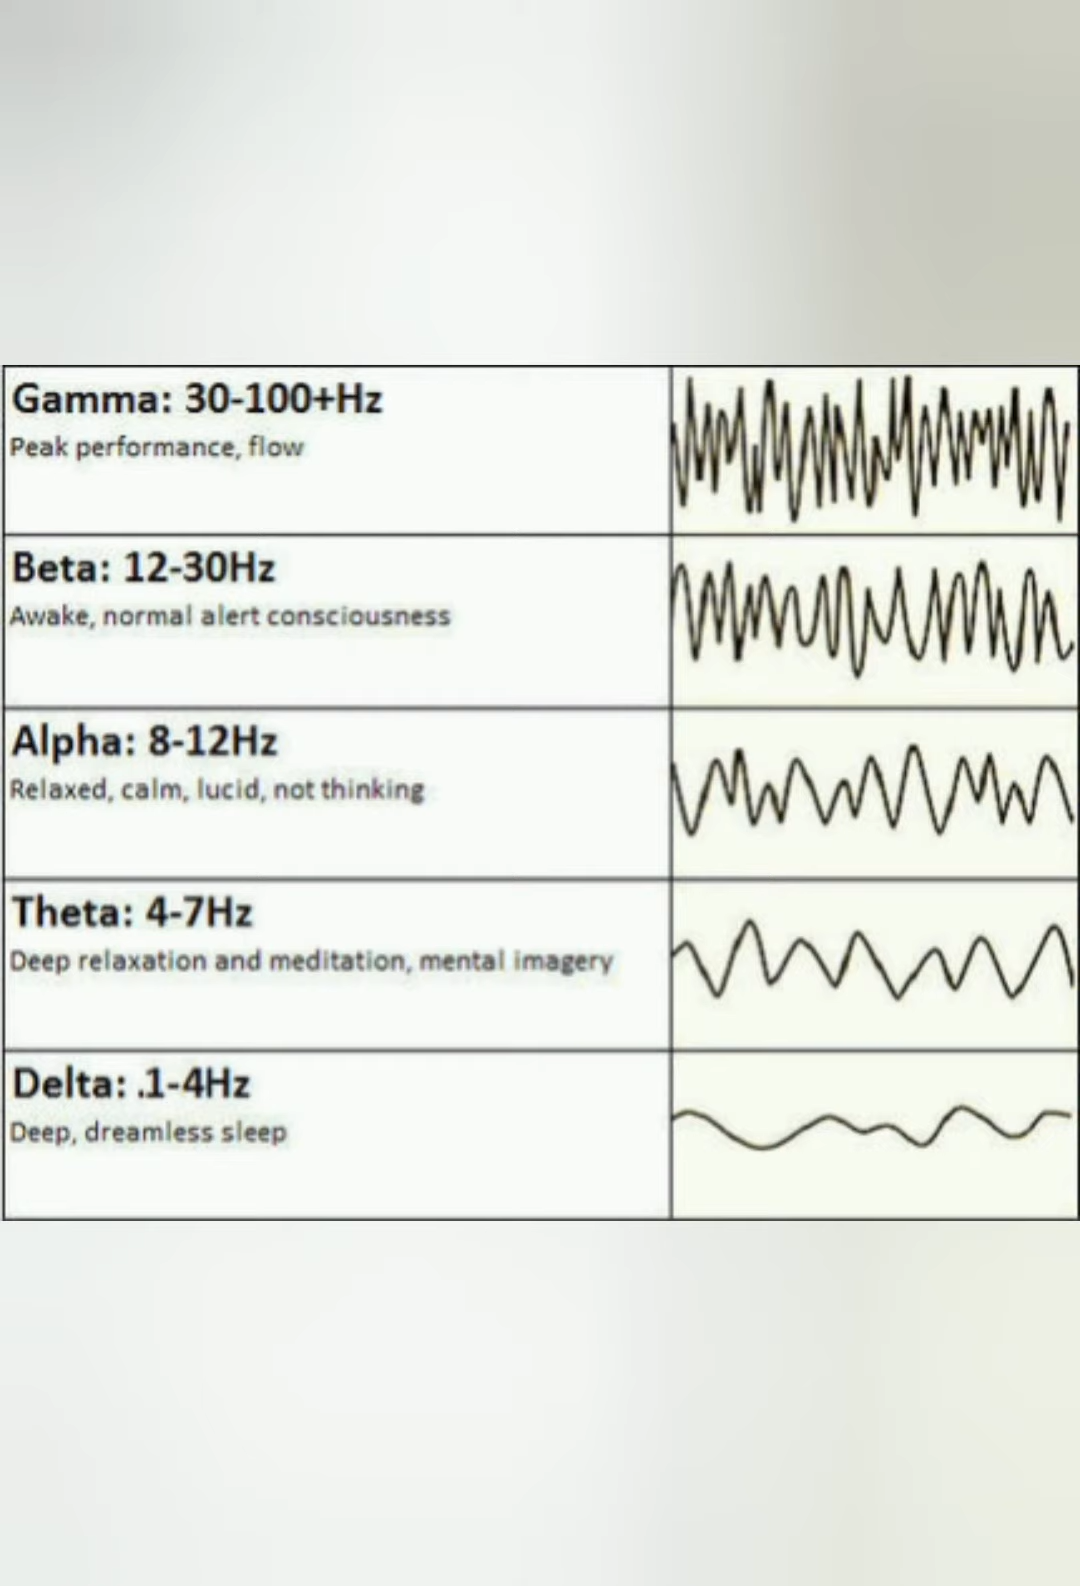 Gamma: 30-100+Hz
Peak performance, flow
Beta: 12-30Hz
Awake, normal alert consciousness
Alpha: 8-12Hz
Relaxed, calm, lucid, not thinking
Theta: 4-7Hz
Deep relaxation and meditation, mental imagery
Delta: .1-4Hz
Deep, dreamless sleep